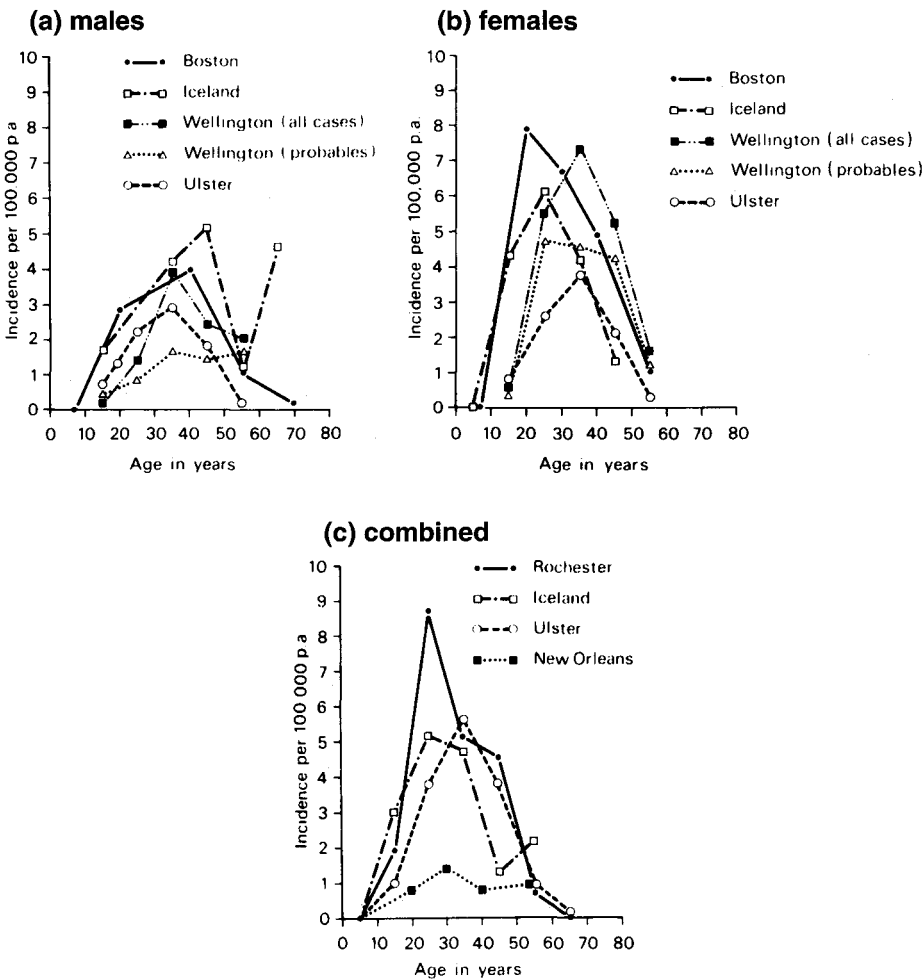 (a) males
10
9
8
7
6
5
4
3
2
1
0
Incidence per 100,000 p.a
Boston
Iceland
Wellington (all cases)
Wellington (probables)
Ulster
0 10 20 30 40 50 60 70 80
Age in years
(b) females
10
9
8
7
6
5
4
3
2
1
0
Incidence per 100,000 p.a.
Boston
Iceland
Wellington (all cases)
Wellington (probables)
Ulster
0 10 20 30 40 50 60 70 80
Age in years
(c) combined
10
9
8
7
6
5
4
3
2
1
0
Incidence per 100 000 p.a
Rochester
Iceland
Ulster
New Orleans
0 10 20 30 40 50 60 70 80
Age in years